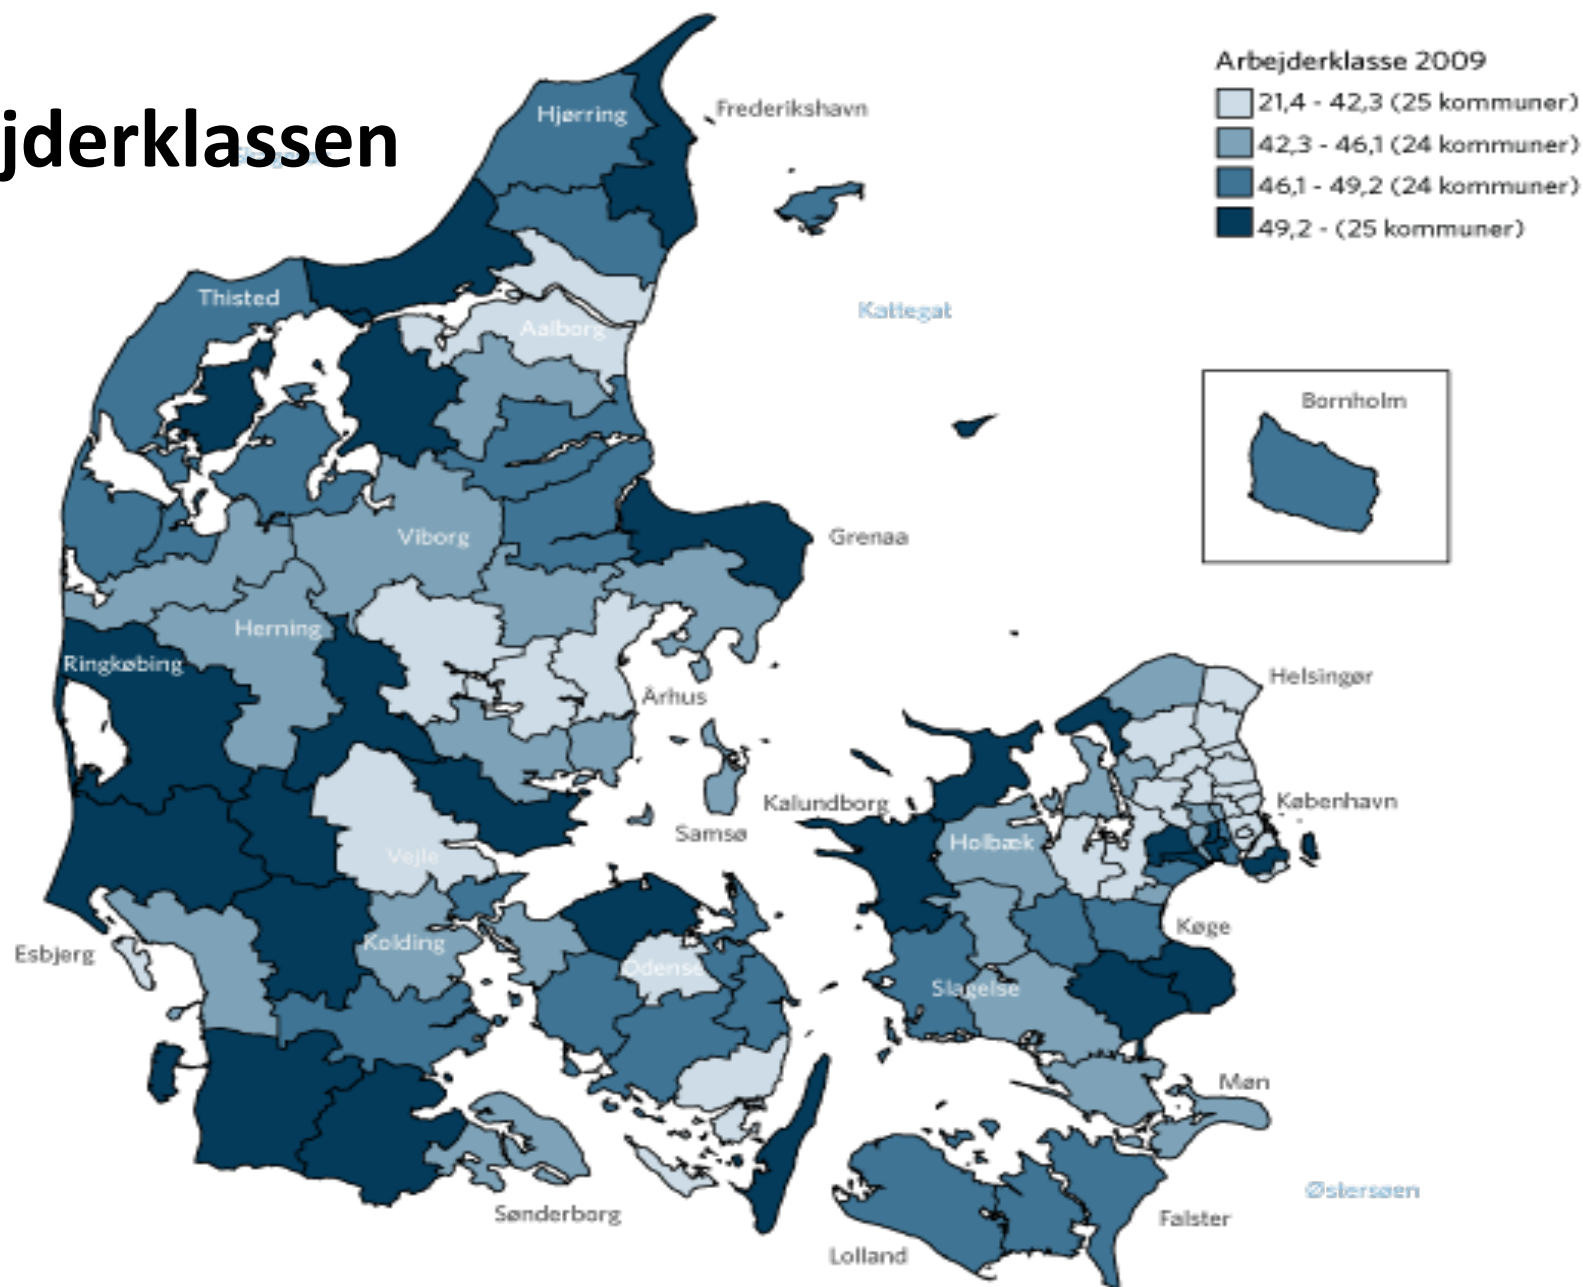 jderklassen
Arbejderklasse 2009
21,4 - 42,3 (25 kommuner)
42,3 - 46,1 (24 kommuner)
46,1 - 49,2 (24 kommuner)
49,2 - (25 kommuner)
Hjørring
Frederikshavn
Thisted
Aalborg
Kattegat
Bornholm
Viborg
Grenaa
Herning
Ringkøbing
Århus
Helsingør
Kalundborg
København
Samsø
Holbæk
Vejle
Køge
Esbjerg
Kolding
Odense
Slagelse
Møn
Sønderborg
Østersøen
Falster
Lolland